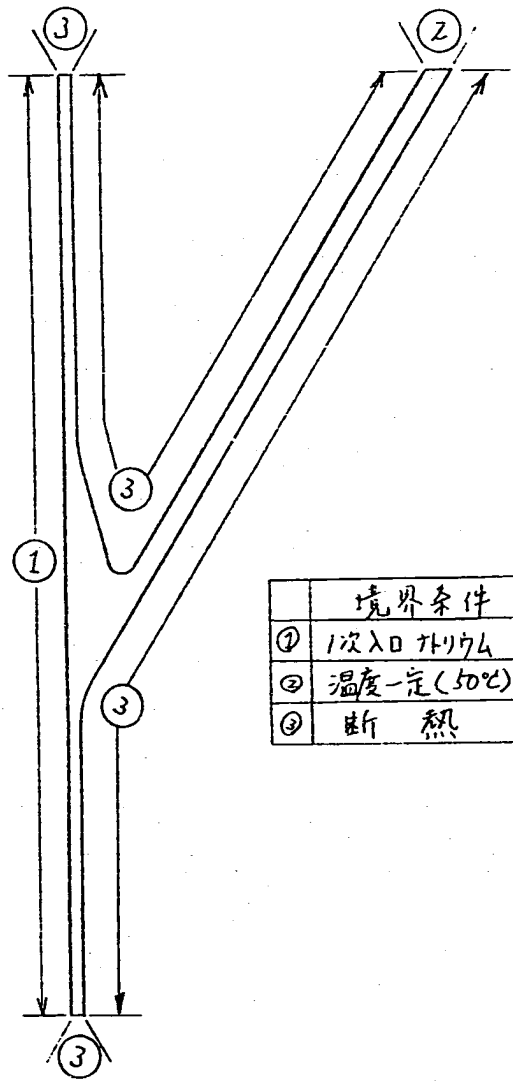 ③
②
③
①
③
③
境界条件
① 1次入口ナトリウム
② 温度一定(50℃)
③ 断 熱